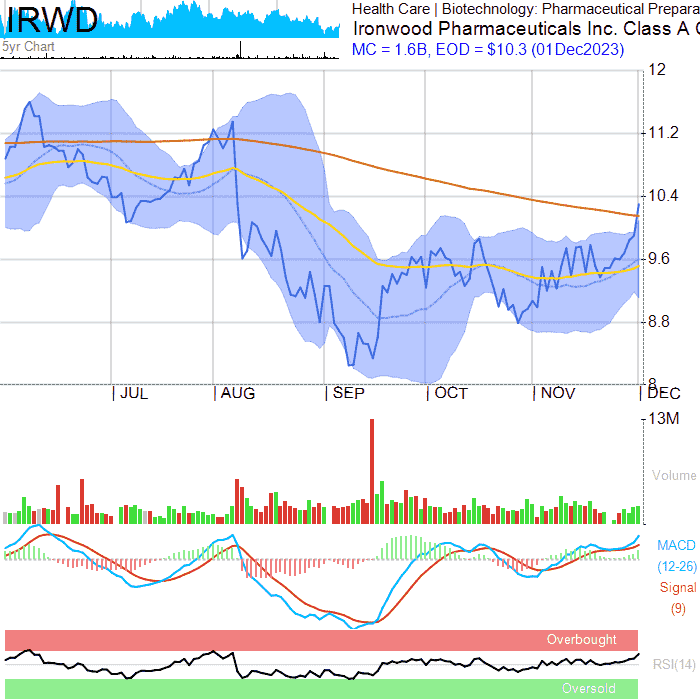 IRWD
5yr Chart
Health Care | Biotechnology: Pharmaceutical Prepara
Ironwood Pharmaceuticals Inc. Class A C
MC = 1.6B, EOD = $10.3 (01Dec2023)
12
11.2
10.4
9.6
8.8
8
JUL AUG SEP OCT NOV DEC
13M
Volume
MACD
(12-26)
Signal
(9)
Overbought
RSI(14)
Oversold